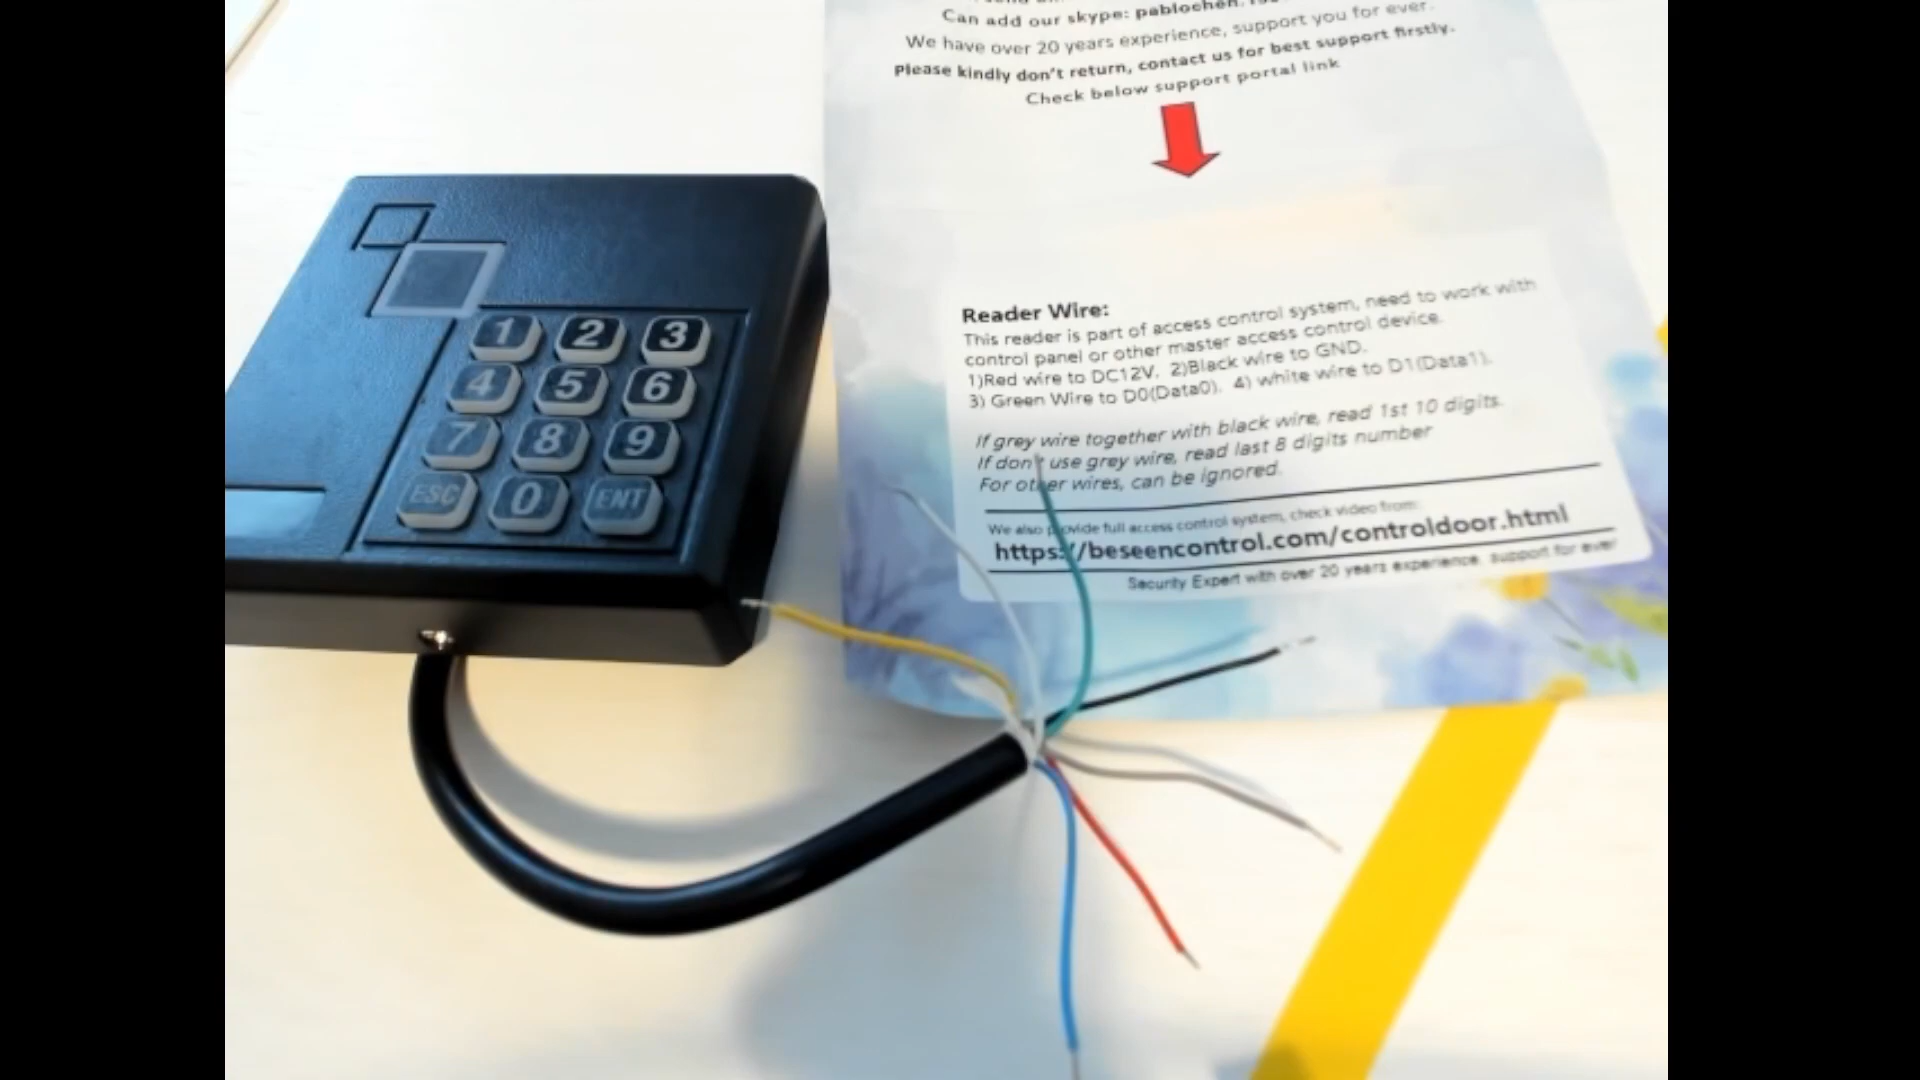 Can add our skype: pablochen.
We have over 20 years experience, support you for ever.
Please kindly don't return, contact us for best support firstly.
Check below support portal link
Reader Wire:
This reader is part of access control system, need to work with
control panel or other master access control device.
1)Red wire to DC12V. 2)Black wire to GND.
3) Green Wire to D0(Data0). 4) white wire to D1(Data1).
If grey wire together with black wire, read 1st 10 digits.
If don't use grey wire, read last 8 digits number
For other wires, can be ignored.
We also provide full access control system, check video from:
https://beseencontrol.com/controldoor.html
Security Expert with over 20 years experience, support for ever
1 2 3
4 5 6
7 8 9
ESC 0 ENT